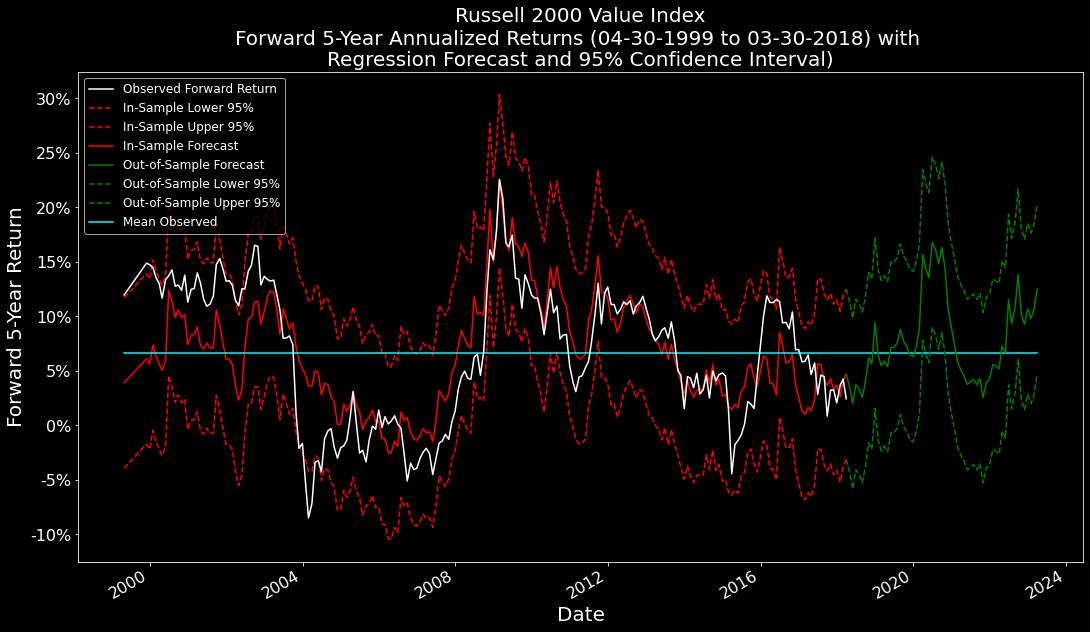 Russell 2000 Value Index
Forward 5-Year Annualized Returns (04-30-1999 to 03-30-2018) with
Regression Forecast and 95% Confidence Interval)
Observed Forward Return
In-Sample Lower 95%
In-Sample Upper 95%
In-Sample Forecast
Out-of-Sample Forecast
Out-of-Sample Lower 95%
Out-of-Sample Upper 95%
Mean Observed
Forward 5-Year Return
30%
25%
20%
15%
10%
5%
0%
-5%
-10%
2000
2004
2008
2012
2016
2020
2024
Date